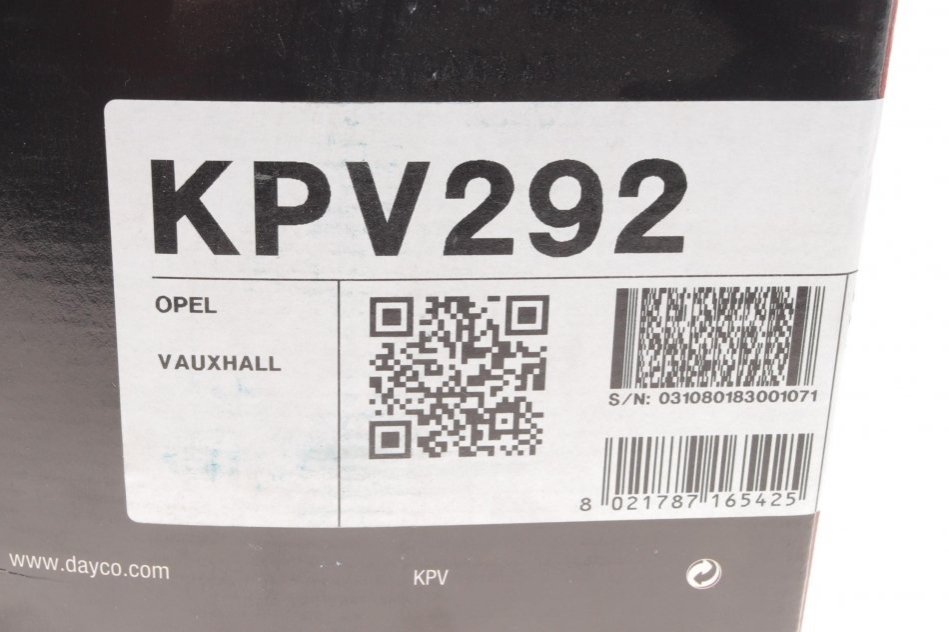 KPV292
OPEL
VAUXHALL
S/N: 031080183001071
8 021787 165425
www.dayco.com
KPV